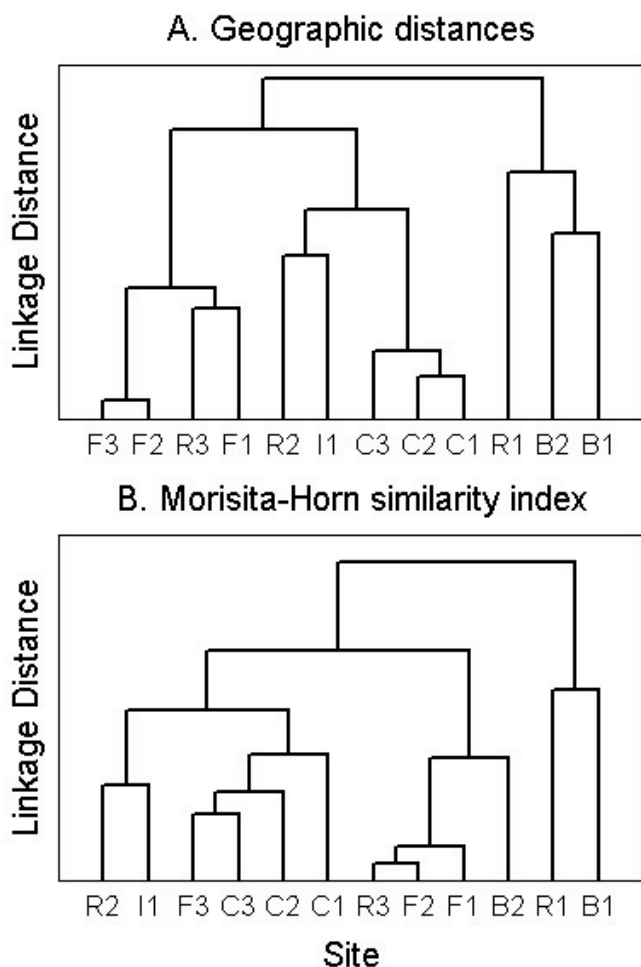 A. Geographic distances
Linkage Distance
F3 F2 R3 F1 R2 I1 C3 C2 C1 R1 B2 B1
B. Morisita-Horn similarity index
Linkage Distance
R2 I1 F3 C3 C2 C1 R3 F2 F1 B2 R1 B1
Site